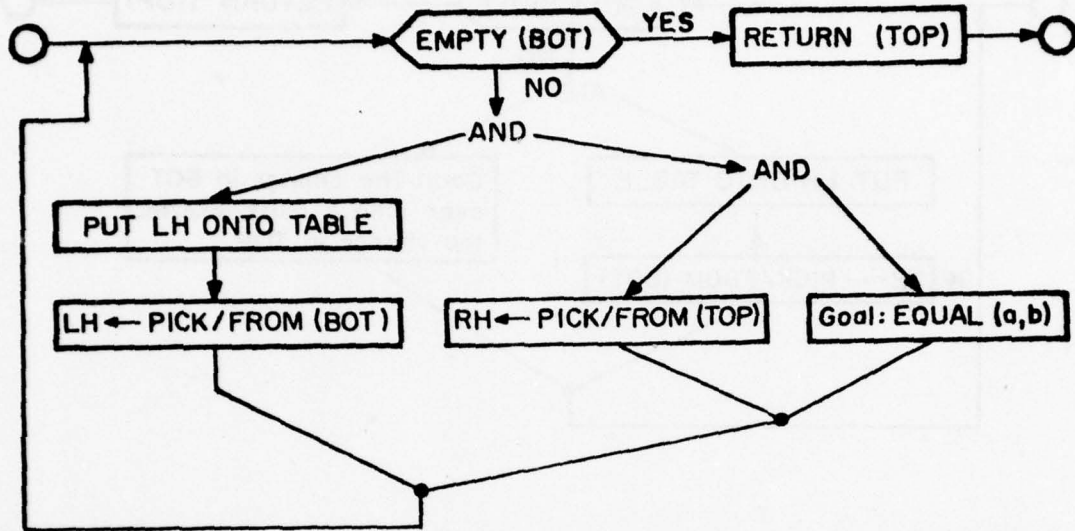 EMPTY (BOT)
YES
RETURN (TOP)
NO
AND
AND
PUT LH ONTO TABLE
LH ← PICK/FROM (BOT)
RH ← PICK/FROM (TOP)
Goal: EQUAL (a,b)